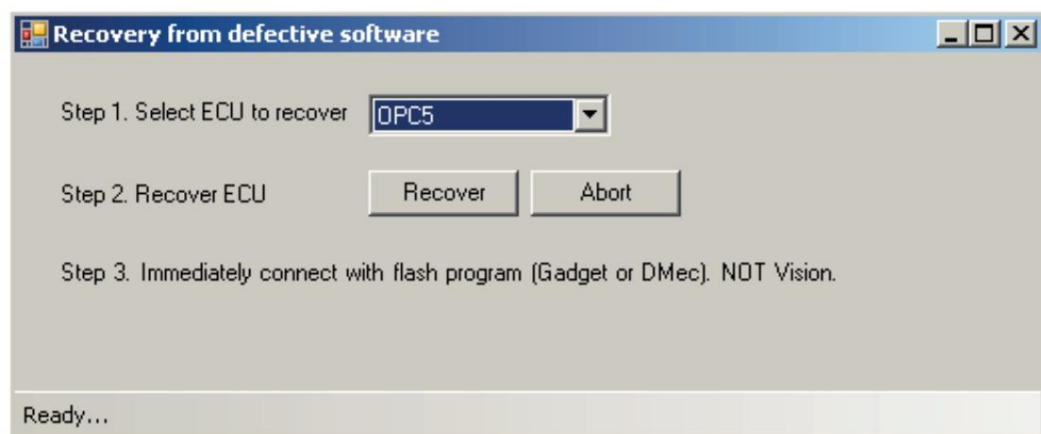 Recovery from defective software
Step 1. Select ECU to recover OPC5
Step 2. Recover ECU Recover Abort
Step 3. Immediately connect with flash program (Gadget or DMec). NOT Vision.
Ready...